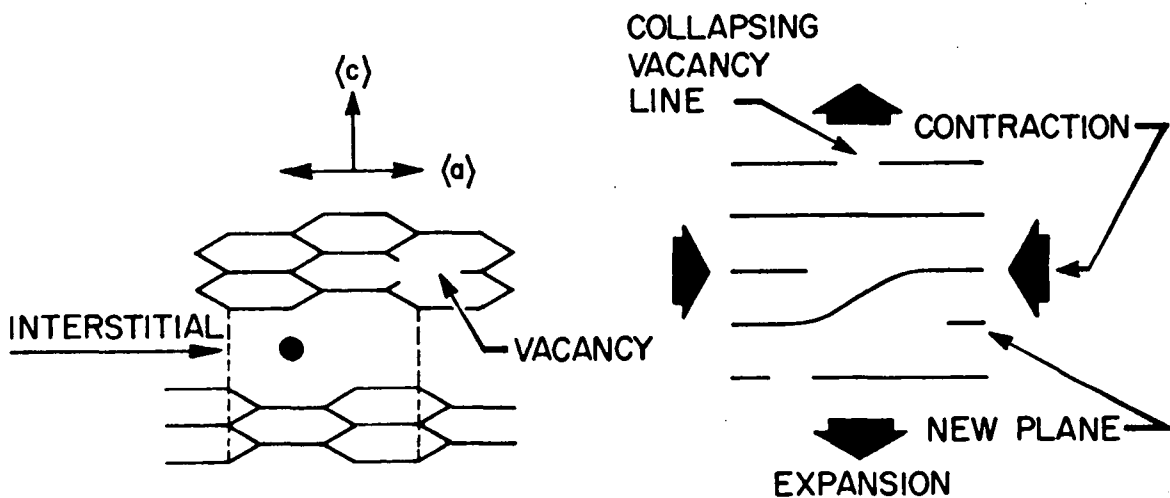 ⟨c⟩
⟨a⟩
INTERSTITIAL
VACANCY
COLLAPSING
VACANCY
LINE
CONTRACTION
NEW PLANE
EXPANSION